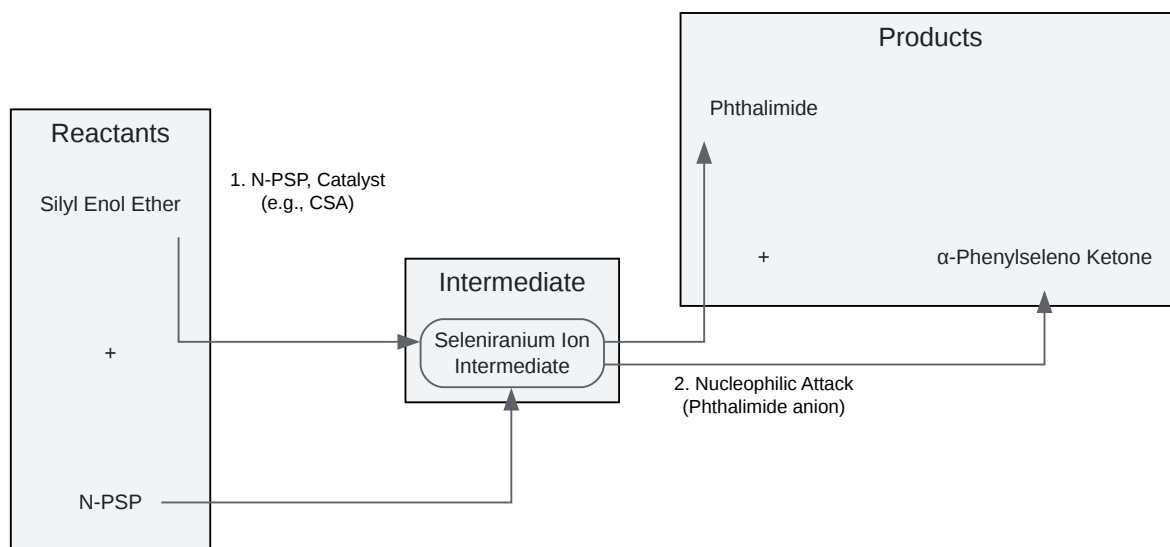 Reactants
Silyl Enol Ether
+
N-PSP
1. N-PSP, Catalyst
(e.g., CSA)
Intermediate
Seleniranium Ion
Intermediate
2. Nucleophilic Attack
(Phthalimide anion)
Products
Phthalimide
+
α-Phenylseleno Ketone